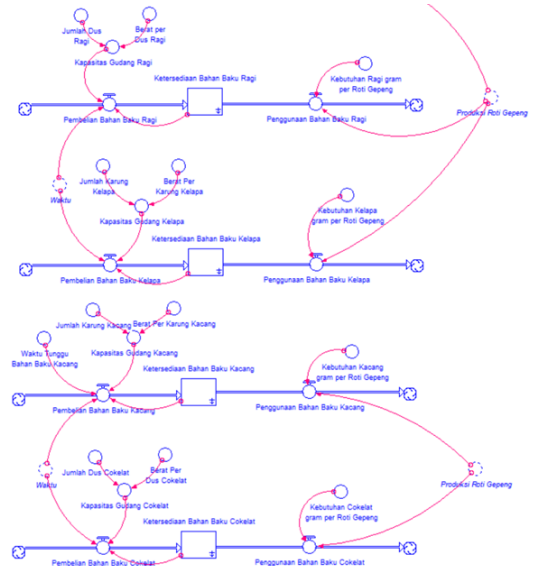 Jumlah Dus
Ragi
Berat per
Dus Ragi
Kapasitas Gudang Ragi
Ketersediaan Bahan Baku Ragi
Kebutuhan Ragi gram
per Roti Gepeng
Pembelian Bahan Baku Ragi
Penggunaan Bahan Baku Ragi
Produksi Roti Gepeng
Jumlah Karung
Kelapa
Berat Per
Karung Kelapa
Waktu
Kapasitas Gudang Kelapa
Kebutuhan Kelapa
gram per Roti Gepeng
Ketersediaan Bahan Baku Kelapa
Pembelian Bahan Baku Kelapa
Penggunaan Bahan Baku Kelapa
Jumlah Karung Kacang
Berat Per Karung Kacang
Waktu Tunggu
Bahan Baku Kacang
Kapasitas Gudang Kacang
Ketersediaan Bahan Baku Kacang
Kebutuhan Kacang
gram per Roti Gepeng
Pembelian Bahan Baku Kacang
Penggunaan Bahan Baku Kacang
Jumlah Dus Cokelat
Berat Per
Dus Cokelat
Waktu
Produksi Roti Gepeng
Kapasitas Gudang Cokelat
Kebutuhan Cokelat
gram per Roti Gepeng
Ketersediaan Bahan Baku Cokelat
Pembelian Bahan Baku Cokelat
Penggunaan Bahan Baku Cokelat